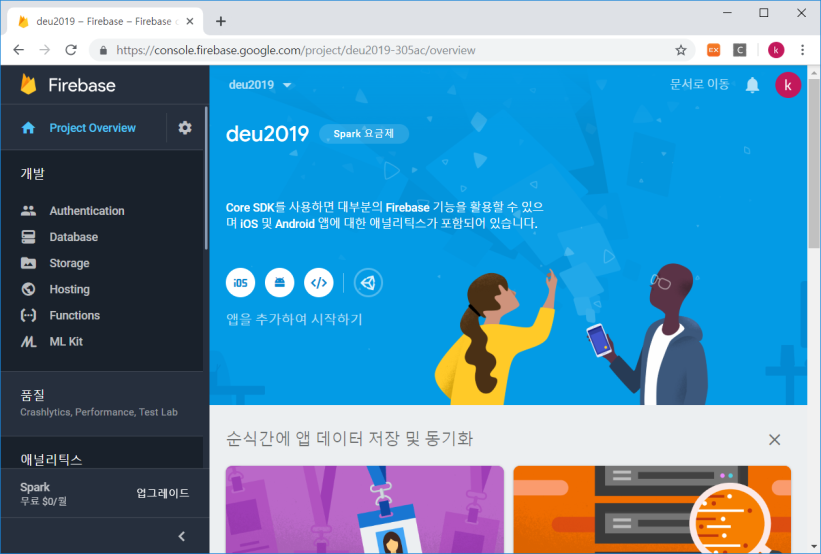 deu2019 – Firebase – Firebase c
https://console.firebase.google.com/project/deu2019-305ac/overview
EX
C
k
Firebase
deu2019
문서로 이동
k
Project Overview
deu2019
Spark 요금제
개발
Authentication
Database
Storage
Hosting
Functions
ML Kit
Core SDK를 사용하면 대부분의 Firebase 기능을 활용할 수 있으
며 iOS 및 Android 앱에 대한 애널리틱스가 포함되어 있습니다.
iOS
앱을 추가하여 시작하기
품질
Crashlytics, Performance, Test Lab
애널리틱스
Spark
무료 $0/월
업그레이드
순식간에 앱 데이터 저장 및 동기화